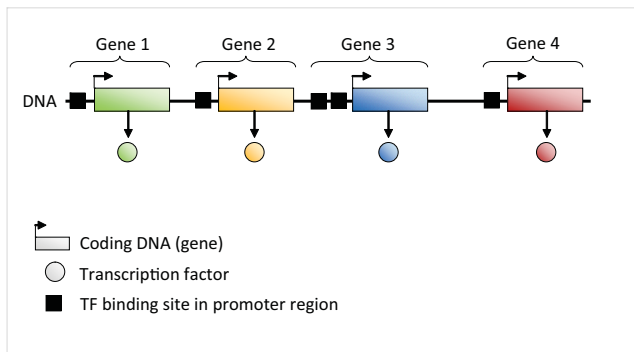 Gene 1 Gene 2 Gene 3 Gene 4
DNA
Coding DNA (gene)
Transcription factor
TF binding site in promoter region